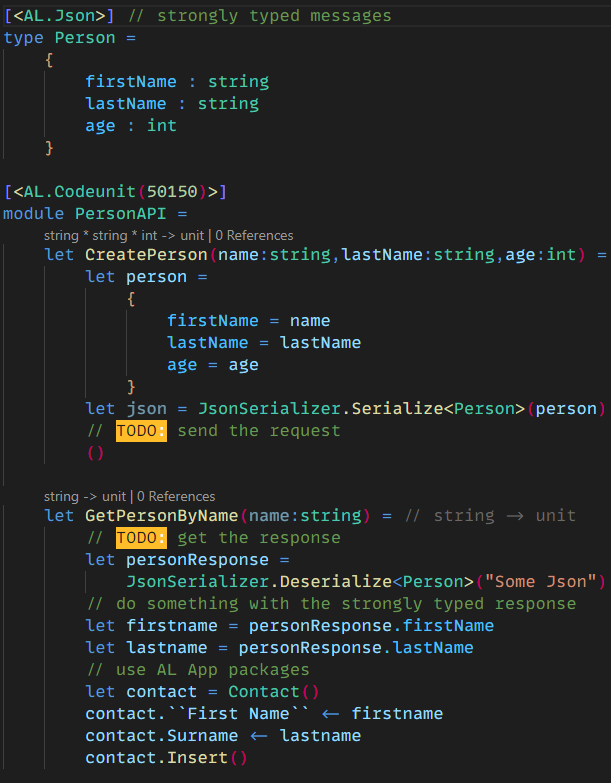 [<AL.Json>] // strongly typed messages
type Person =
{
firstName : string
lastName : string
age : int
}
[<AL.Codeunit(50150)>]
module PersonAPI =
string * string * int -> unit | 0 References
let CreatePerson(name:string,lastName:string,age:int) =
let person =
{
firstName = name
lastName = lastName
age = age
}
let json = JsonSerializer.Serialize<Person>(person)
// TODO: send the request
()
string -> unit | 0 References
let GetPersonByName(name:string) = // string → unit
// TODO: get the response
let personResponse =
JsonSerializer.Deserialize<Person>("Some Json")
// do something with the strongly typed response
let firstname = personResponse.firstName
let lastname = personResponse.lastName
// use AL App packages
let contact = Contact()
contact.``First Name`` ← firstname
contact.Surname ← lastname
contact.Insert()